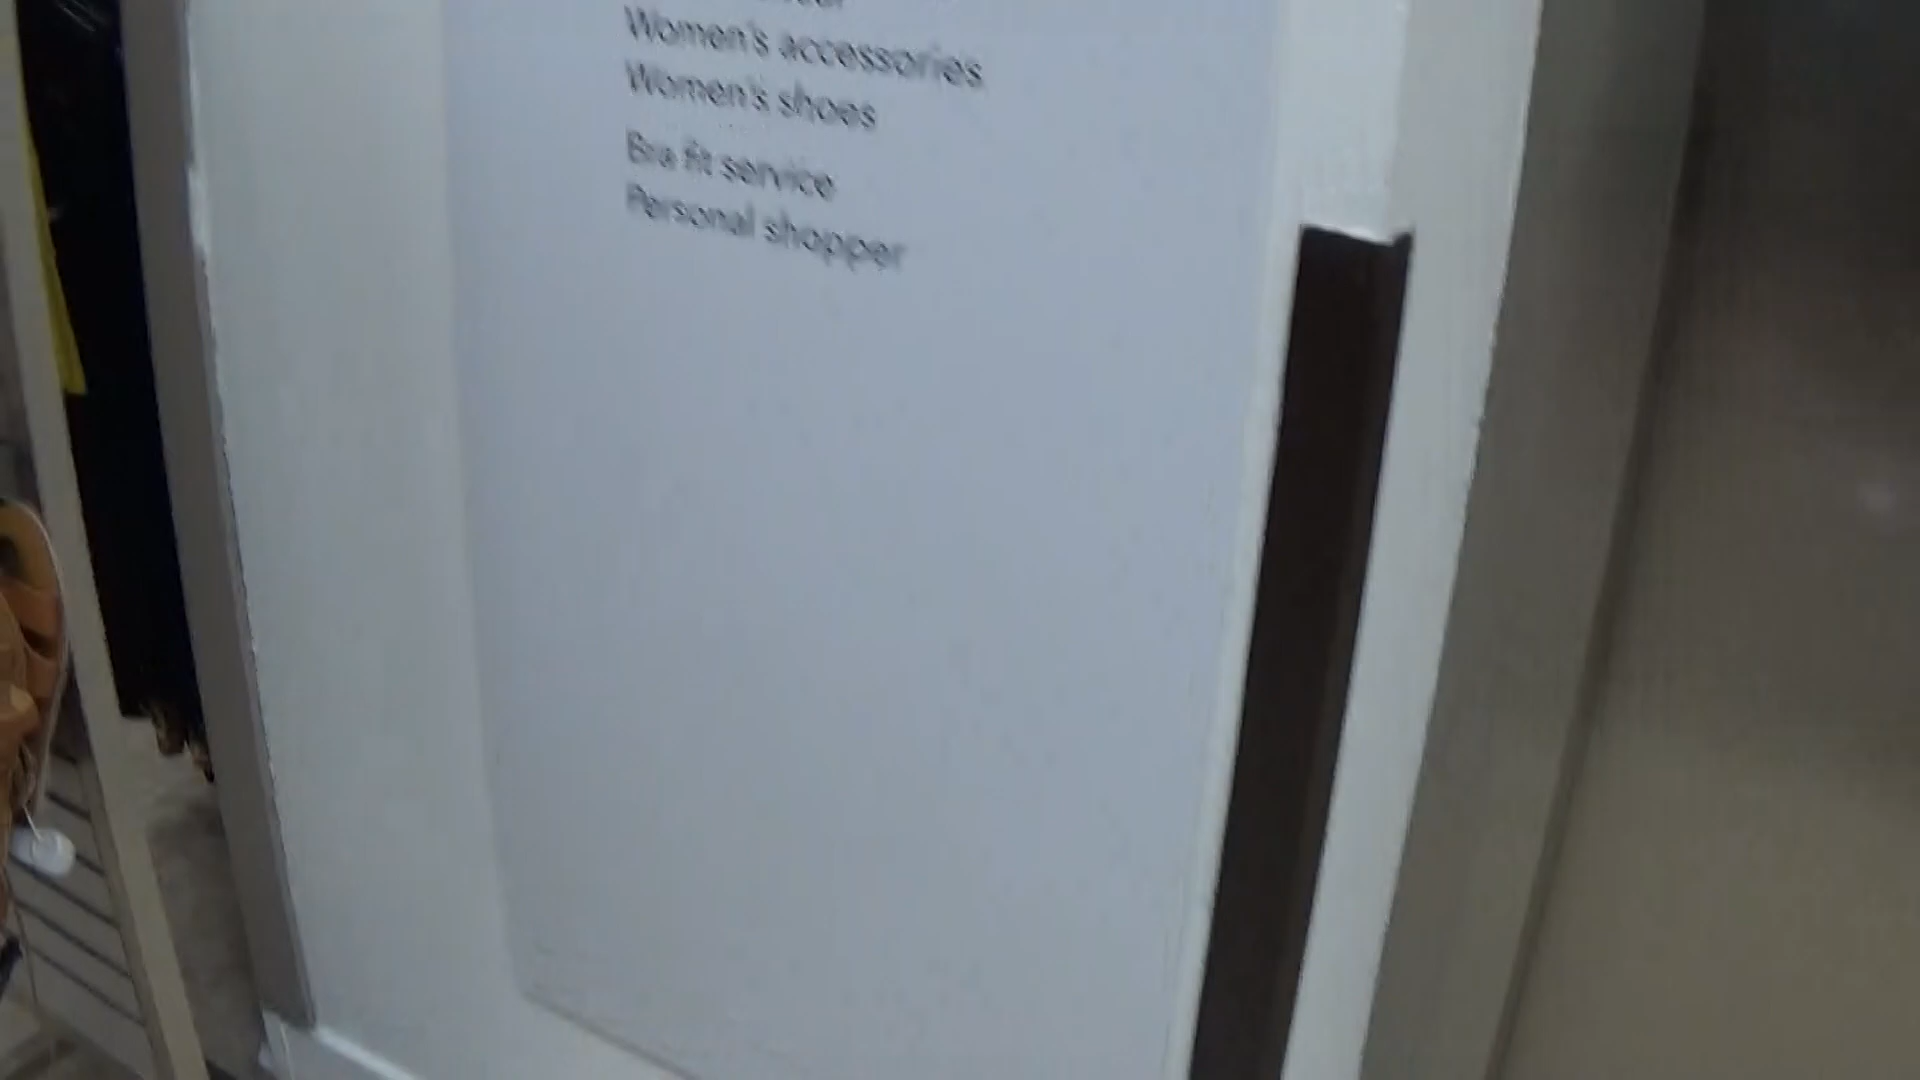 Women's accessories
Women's shoes
Bra fit service
Personal shopper